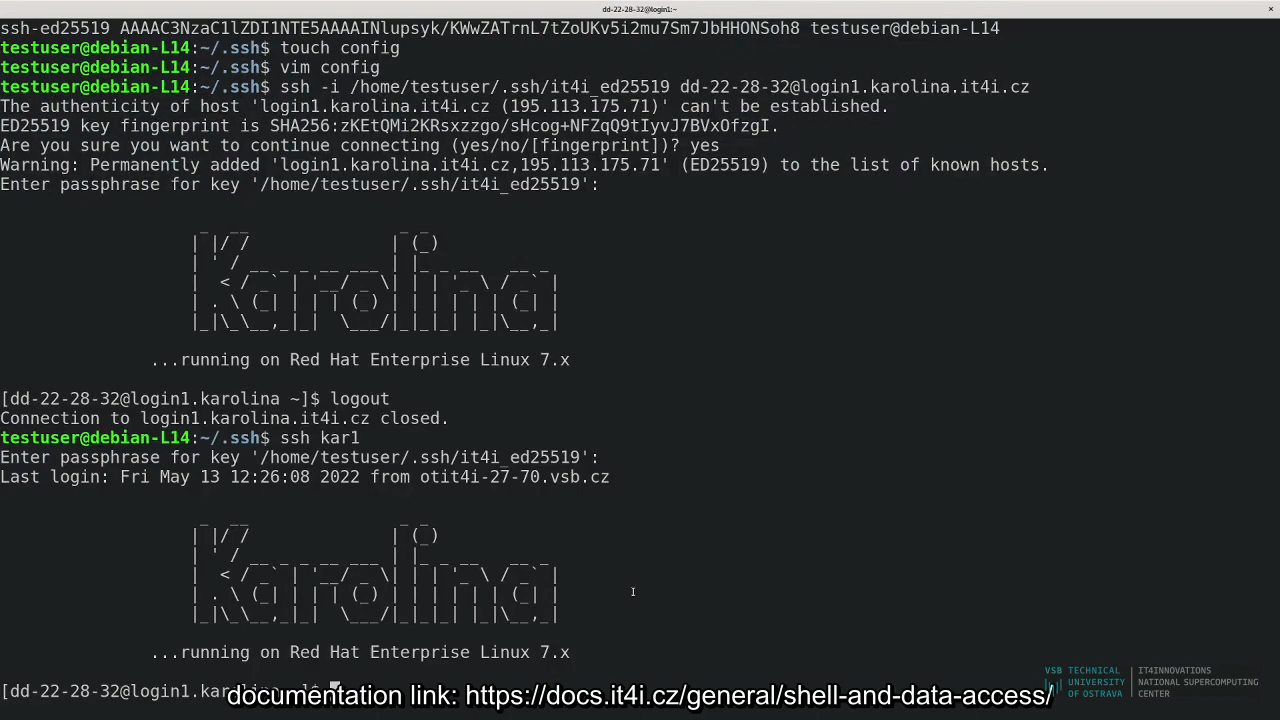 dd-22-28-32@login1:~
ssh-ed25519 AAAAC3NzaC1lZDI1NTE5AAAAINlupsyk/KWwZATrnL7tZoUKv5i2mu7Sm7JbHHONSoh8 testuser@debian-L14
testuser@debian-L14:~/.ssh$ touch config
testuser@debian-L14:~/.ssh$ vim config
testuser@debian-L14:~/.ssh$ ssh -i /home/testuser/.ssh/it4i_ed25519 dd-22-28-32@login1.karolina.it4i.cz
The authenticity of host 'login1.karolina.it4i.cz (195.113.175.71)' can't be established.
ED25519 key fingerprint is SHA256:zKEtQMi2KRsxzzgo/sHcog+NFZqQ9tIyvJ7BVxOfzgI.
Are you sure you want to continue connecting (yes/no/[fingerprint])? yes
Warning: Permanently added 'login1.karolina.it4i.cz,195.113.175.71' (ED25519) to the list of known hosts.
Enter passphrase for key '/home/testuser/.ssh/it4i_ed25519':
Karolina
...running on Red Hat Enterprise Linux 7.x
[dd-22-28-32@login1.karolina ~]$ logout
Connection to login1.karolina.it4i.cz closed.
testuser@debian-L14:~/.ssh$ ssh kar1
Enter passphrase for key '/home/testuser/.ssh/it4i_ed25519':
Last login: Fri May 13 12:26:08 2022 from otit4i-27-70.vsb.cz
Karolina
...running on Red Hat Enterprise Linux 7.x
[dd-22-28-32@login1.karolina ~]$
documentation link: https://docs.it4i.cz/general/shell-and-data-access/
VSB TECHNICAL
UNIVERSITY
OF OSTRAVA
IT4INNOVATIONS
NATIONAL SUPERCOMPUTING
CENTER